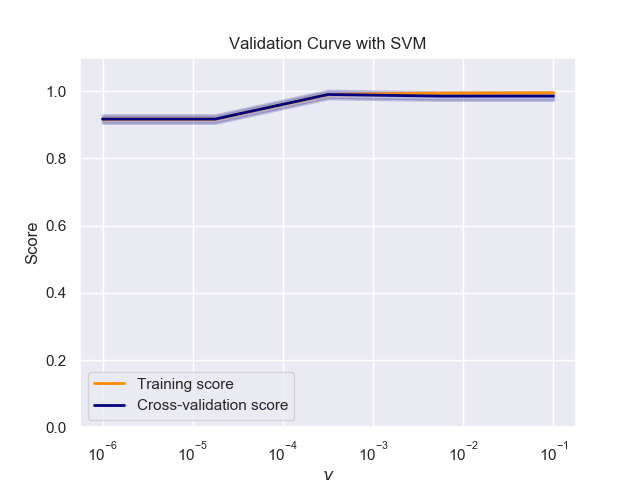 Validation Curve with SVM
Score
1.0
0.8
0.6
0.4
0.2
0.0
Training score
Cross-validation score
10⁻⁶ 10⁻⁵ 10⁻⁴ 10⁻³ 10⁻² 10⁻¹
ν